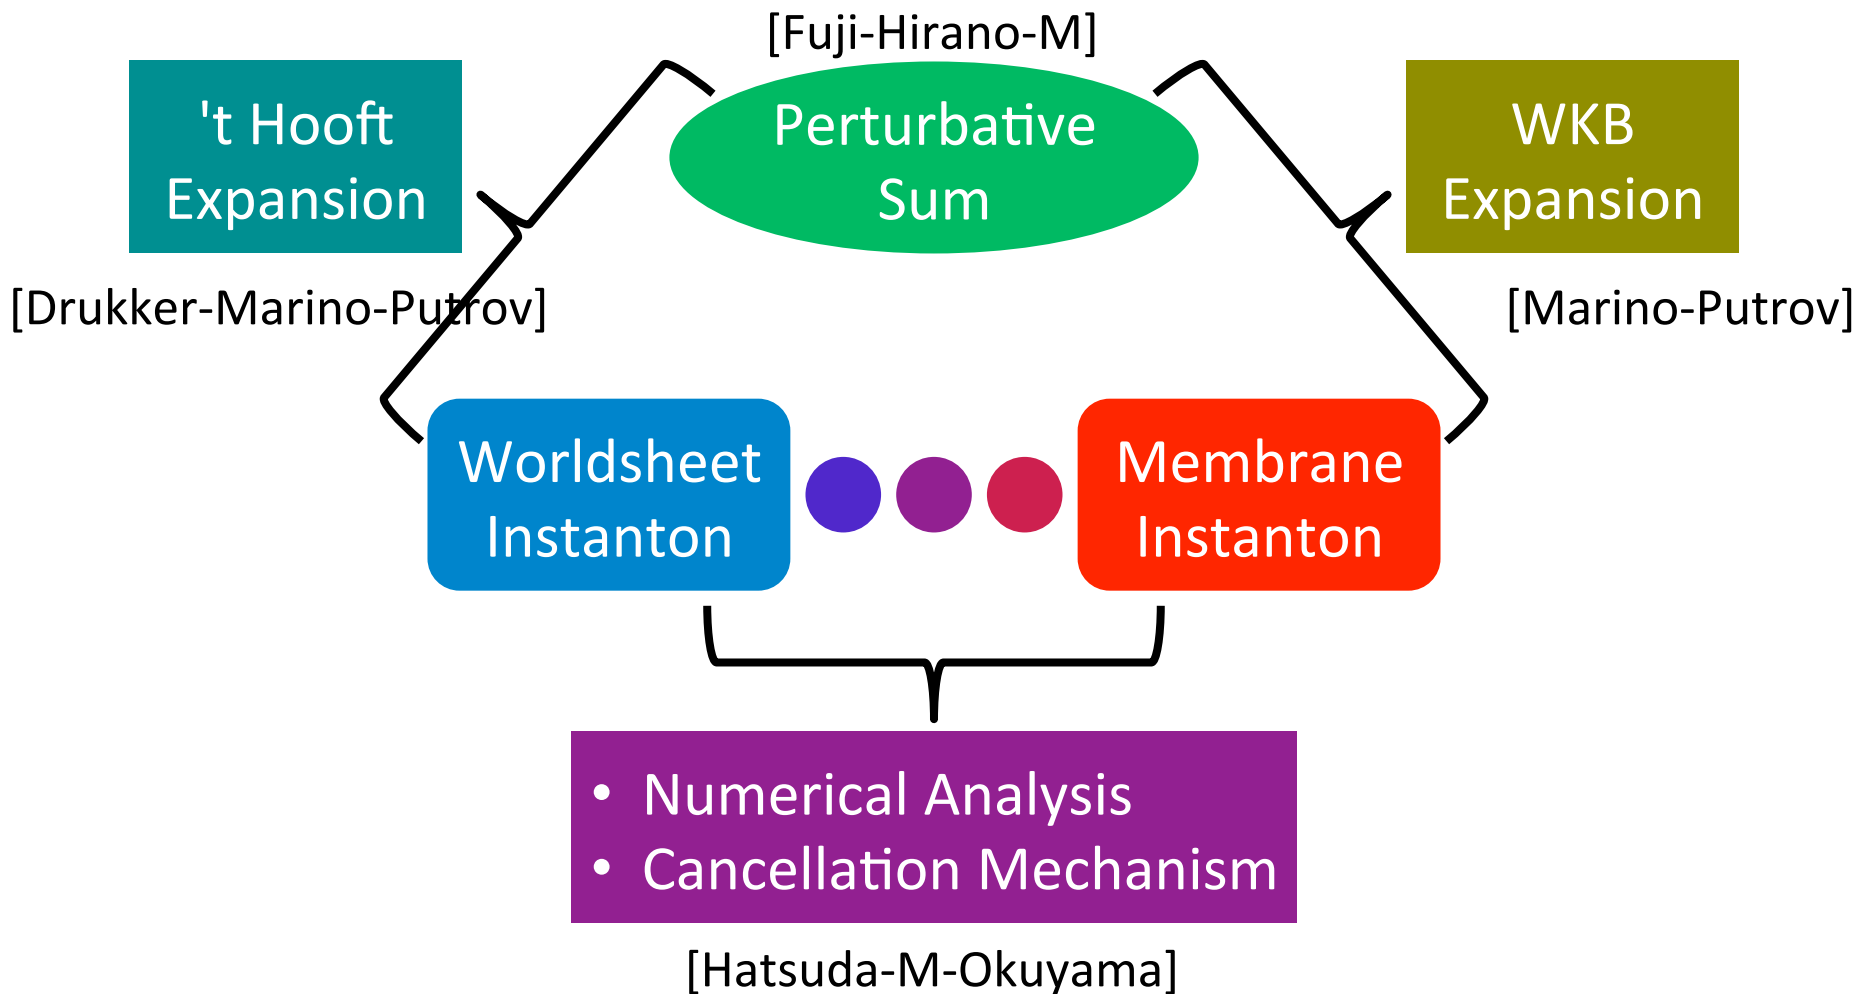 [Fuji-Hirano-M]
't Hooft
Expansion
Perturbative
Sum
WKB
Expansion
[Drukker-Marino-Putrov]
[Marino-Putrov]
Worldsheet
Instanton
Membrane
Instanton
• Numerical Analysis
• Cancellation Mechanism
[Hatsuda-M-Okuyama]